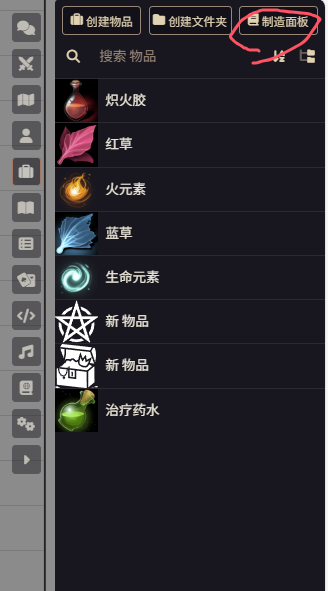 创建物品 创建文件夹 制造面板
搜索 物品
炽火胶
红草
火元素
蓝草
生命元素
新 物品
新 物品
治疗药水